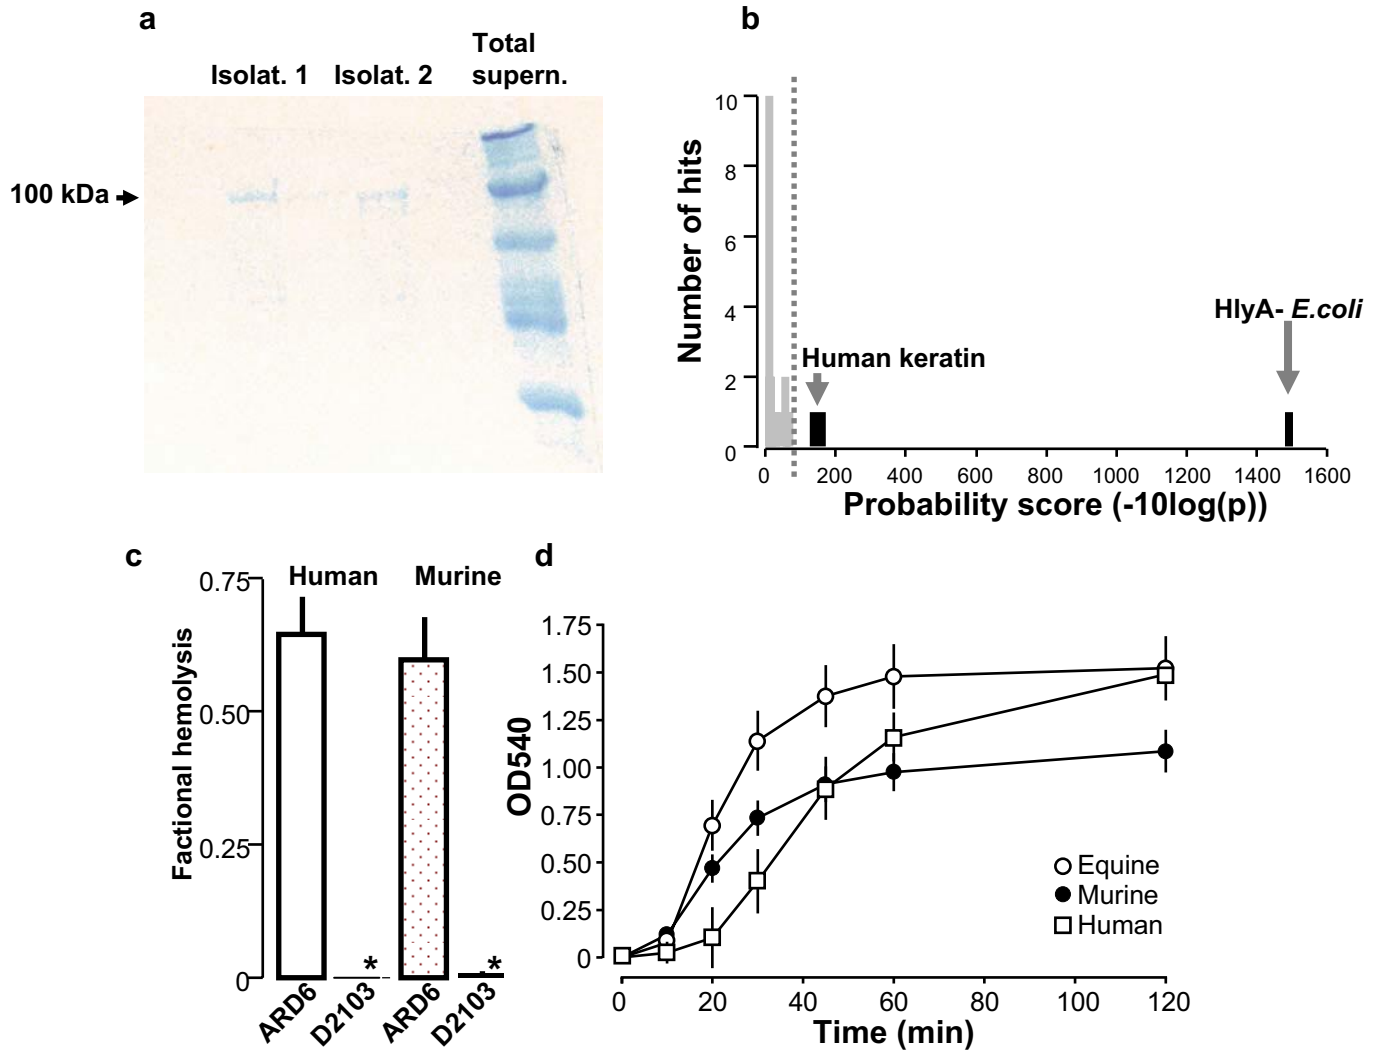 a
Isolat. 1
Isolat. 2
Total
supern.
100 kDa
b
10
8
6
4
2
0
Number of hits
Human keratin
HlyA- E.coli
0 200 400 600 800 1000 1200 1400 1600
Probability score (-10log(p))
c
Human
Murine
0.75
0.50
0.25
0
Factional hemolysis
*
*
ARD6
D2103
ARD6
D2103
d
1.75
1.50
1.25
1.00
0.75
0.50
0.25
0
OD540
Equine
Murine
Human
0 20 40 60 80 100 120
Time (min)